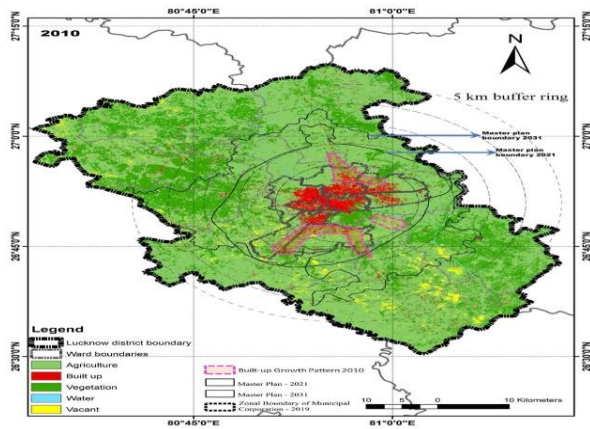 80°45'0"E 81°0'0"E
2010
N
5 km buffer ring
Master plan
boundary 2031
Master plan
boundary 2021
27°15'0"N
27°0'0"N
26°45'0"N
26°30'0"N
27°15'0"N
27°0'0"N
26°45'0"N
26°30'0"N
Legend
Lucknow district boundary
Ward boundaries
Agriculture
Built up
Vegetation
Water
Vacant
Built-up Growth Pattern 2010
Master Plan - 2021
Master Plan - 2031
Zonal Boundary of Municipal
Corporation - 2019
10 5 0 10 Kilometers
80°45'0"E 81°0'0"E